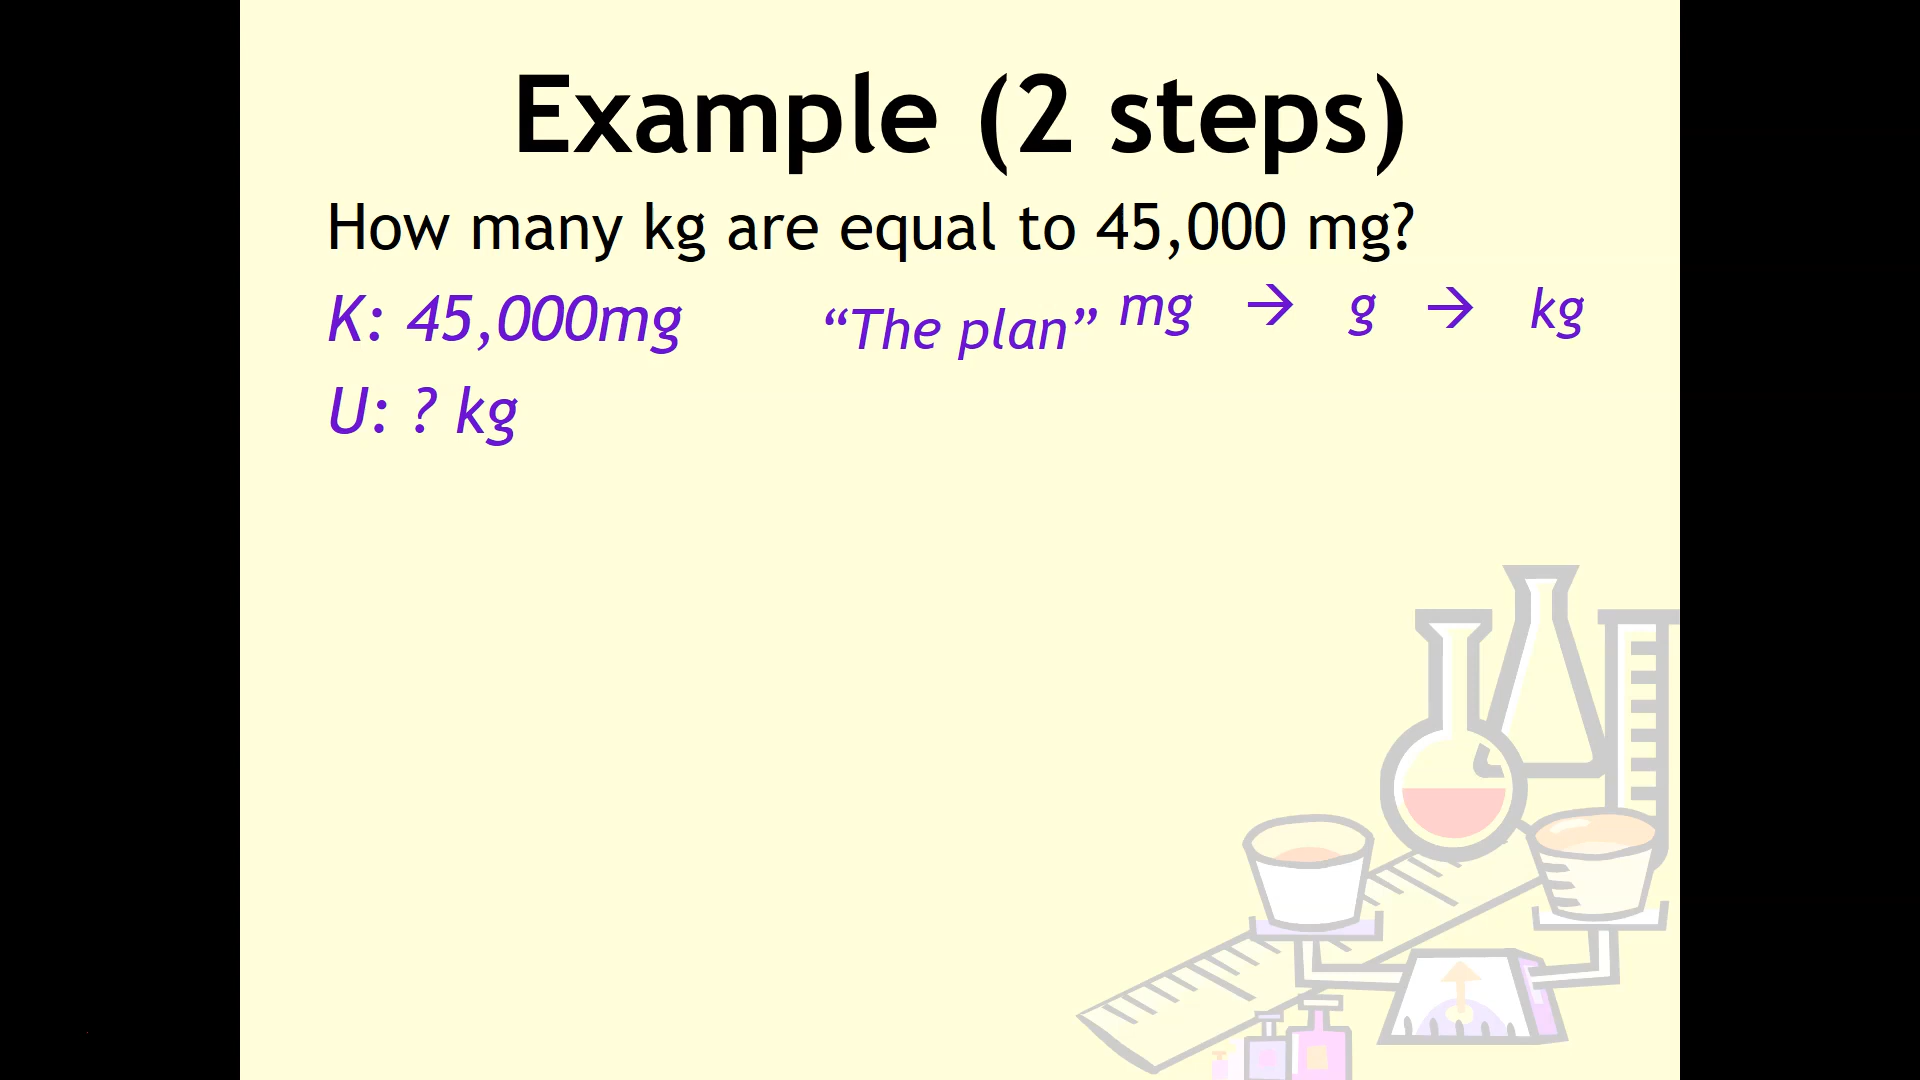 Example (2 steps)
How many kg are equal to 45,000 mg?
K: 45,000mg “The plan” mg → g → kg
U: ? kg